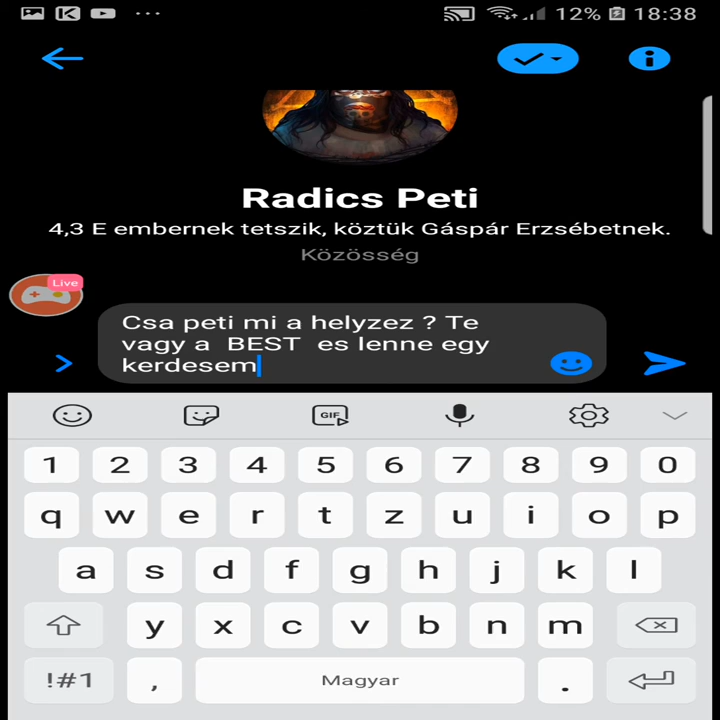 12% 18:38
Radics Peti
4,3 E embernek tetszik, köztük Gáspár Erzsébetnek.
Közösség
Live
Csa peti mi a helyzez ? Te
vagy a  BEST  es lenne egy
kerdesem
GIF
1 2 3 4 5 6 7 8 9 0
q w e r t z u i o p
a s d f g h j k l
y x c v b n m
!#1 , Magyar .